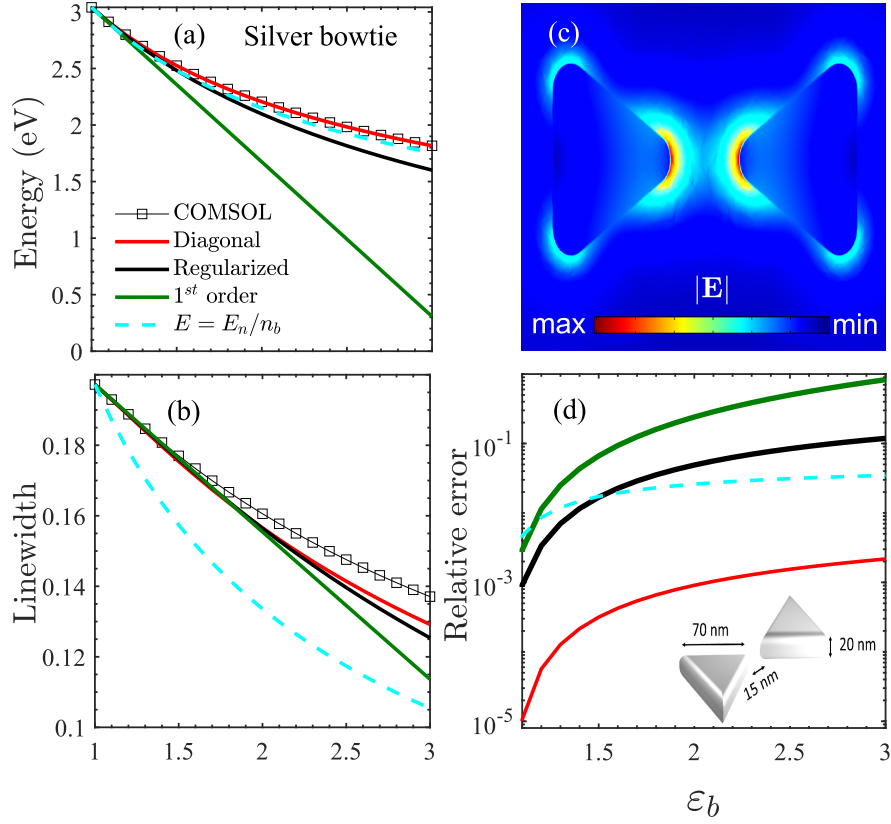 (a) Silver bowtie
3
2.5
2
1.5
1
0.5
0
Energy (eV)
COMSOL
Diagonal
Regularized
1st order
E = En/nb
(b)
0.18
0.16
0.14
0.12
0.1
Linewidth
1 1.5 2 2.5 3
(c)
|E|
max min
(d)
10-1
10-3
10-5
Relative error
70 nm
20 nm
15 nm
1.5 2 2.5 3
εb